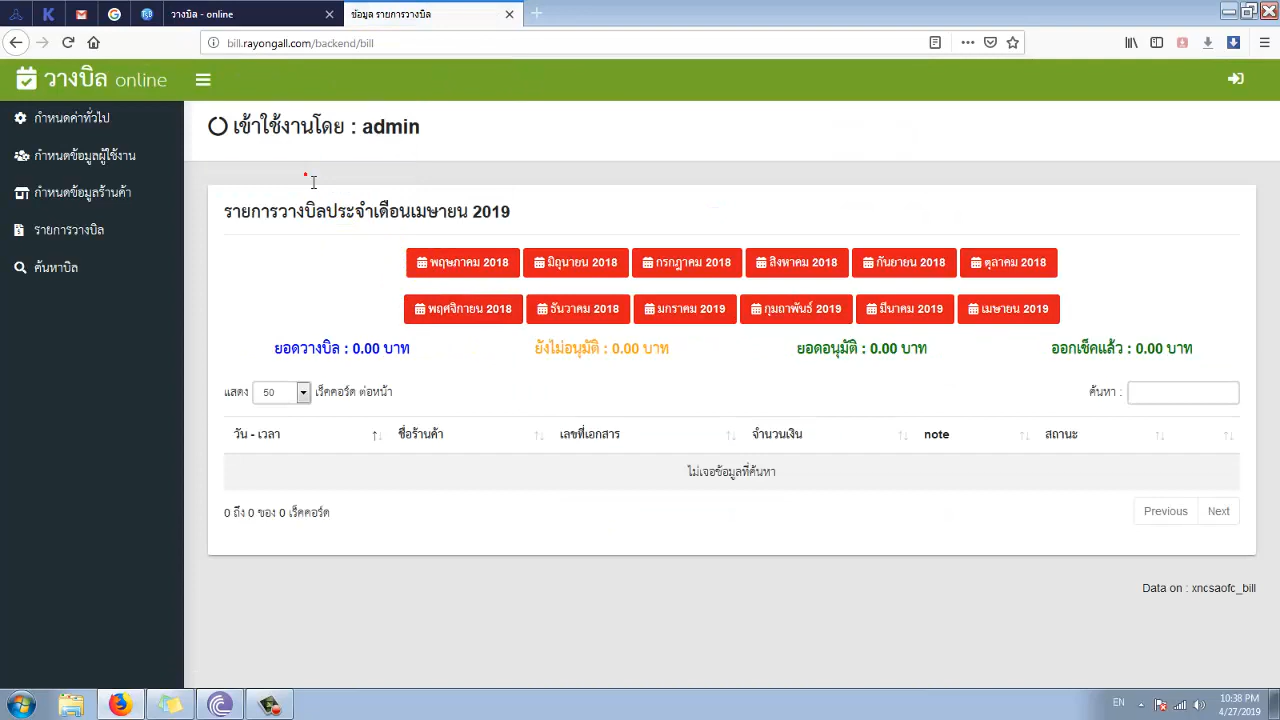 วางบิล - online
ข้อมูล รายการวางบิล
bill.rayongall.com/backend/bill
วางบิล online
กำหนดค่าทั่วไป
กำหนดข้อมูลผู้ใช้งาน
กำหนดข้อมูลร้านค้า
รายการวางบิล
ค้นหาบิล
เข้าใช้งานโดย : admin
รายการวางบิลประจำเดือนเมษายน 2019
พฤษภาคม 2018 มิถุนายน 2018 กรกฎาคม 2018 สิงหาคม 2018 กันยายน 2018 ตุลาคม 2018
พฤศจิกายน 2018 ธันวาคม 2018 มกราคม 2019 กุมภาพันธ์ 2019 มีนาคม 2019 เมษายน 2019
ยอดวางบิล : 0.00 บาท ยังไม่อนุมัติ : 0.00 บาท ยอดอนุมัติ : 0.00 บาท ออกเช็คแล้ว : 0.00 บาท
แสดง 50 เร็คคอร์ด ต่อหน้า ค้นหา :
วัน - เวลา ชื่อร้านค้า เลขที่เอกสาร จำนวนเงิน note สถานะ
ไม่เจอข้อมูลที่ค้นหา
0 ถึง 0 ของ 0 เร็คคอร์ด Previous Next
Data on : xncsaofc_bill
EN 10:38 PM
4/27/2019